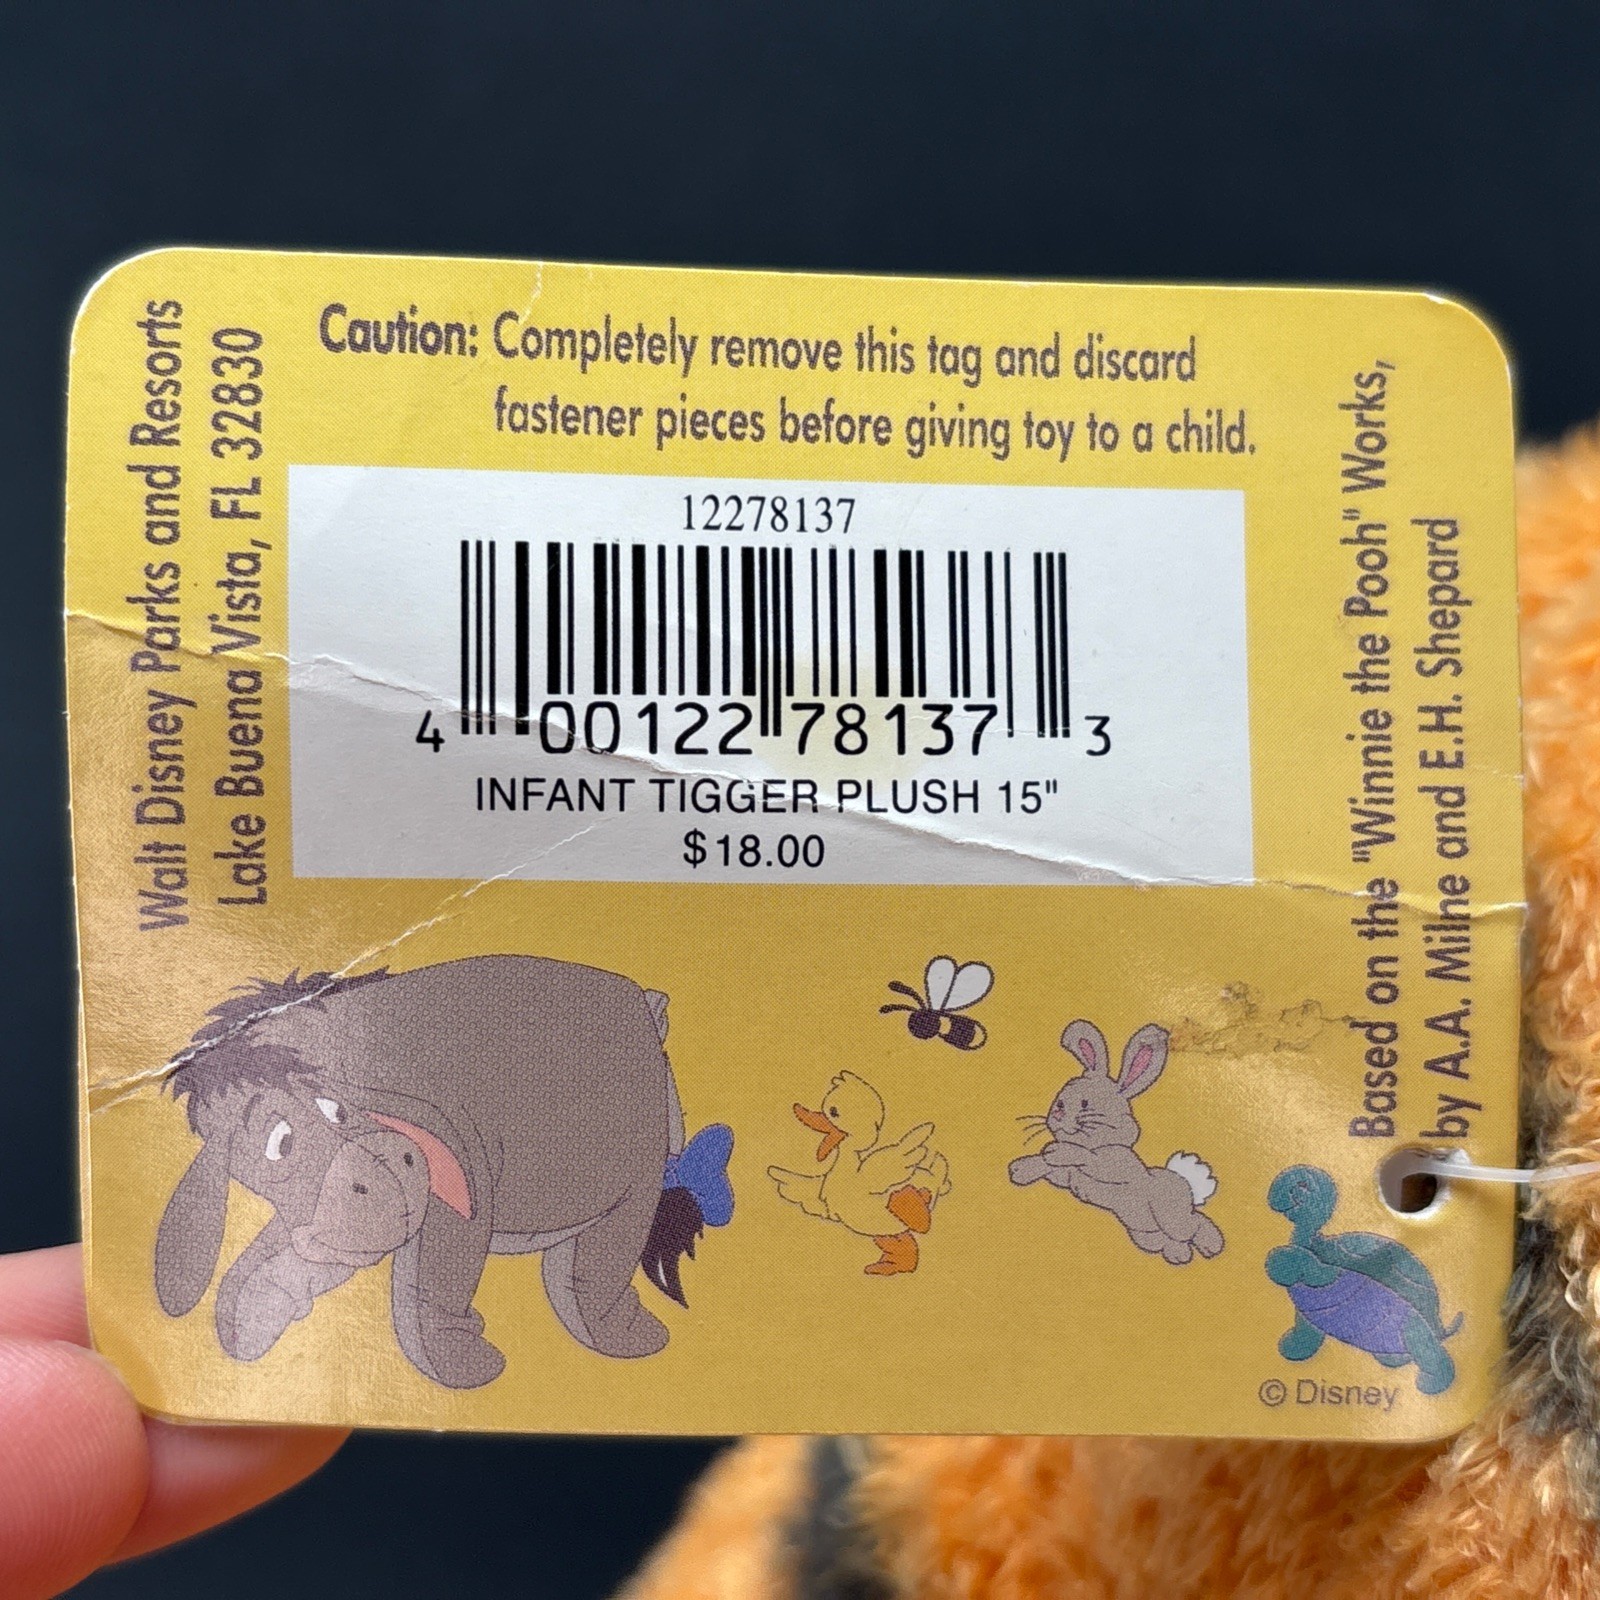 Caution: Completely remove this tag and discard
fastener pieces before giving toy to a child.
Walt Disney Parks and Resorts
Lake Buena Vista, FL 32830
12278137
4 00122 78137 3
INFANT TIGGER PLUSH 15"
$18.00
Based on the "Winnie the Pooh" Works,
by A.A. Milne and E.H. Shepard
© Disney